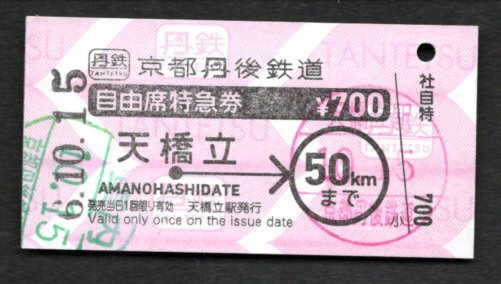 丹鉄
TANTETSU
京都丹後鉄道
自由席特急券 ¥700
天橋立
AMANOHASHIDATE
50km
まで
発売当日1回限り有効 天橋立駅発行
Valid only once on the issue date
6.10.15
社自特
700
小